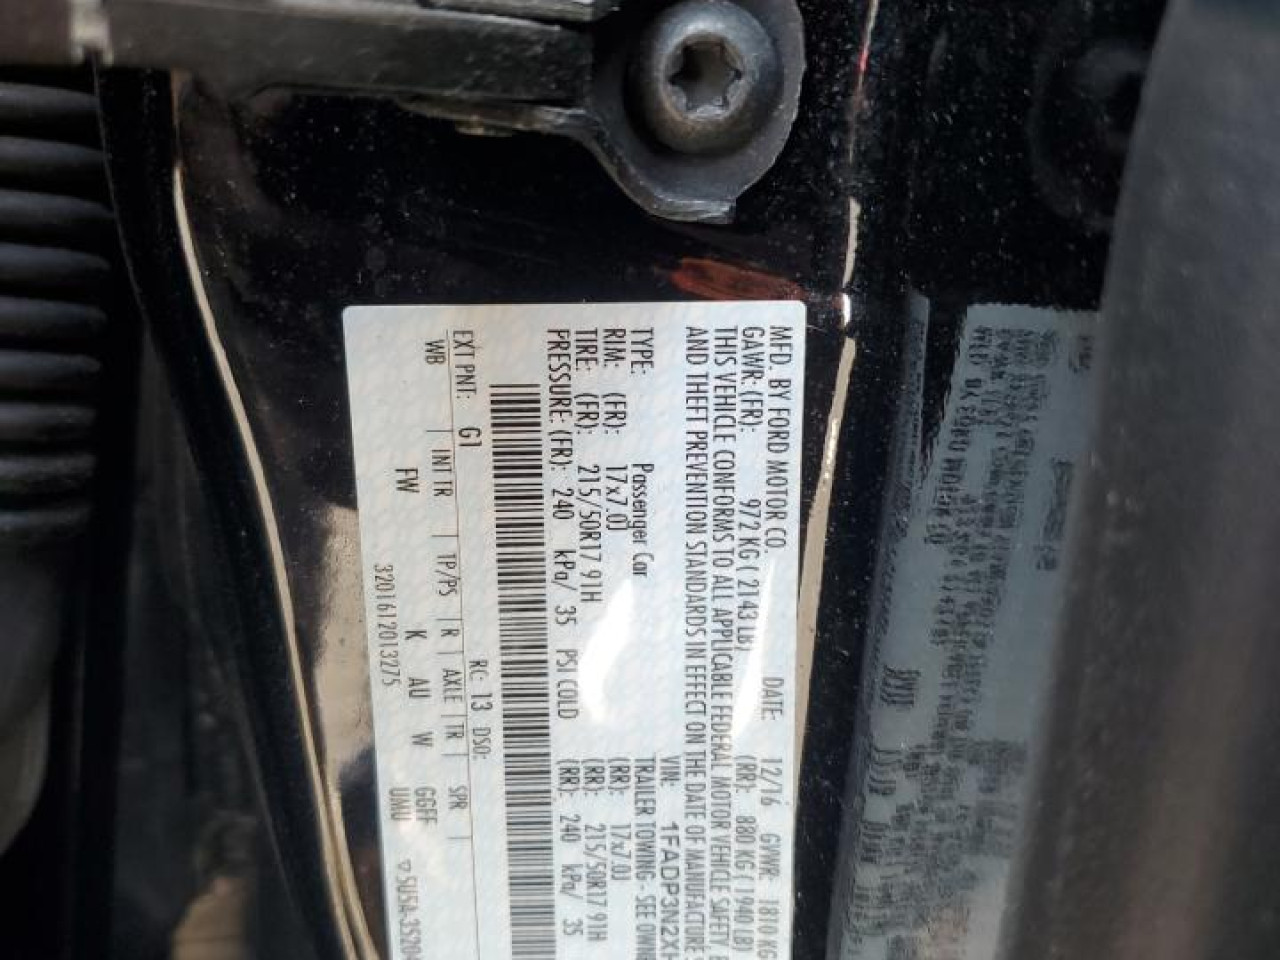 MFD. BY FORD MOTOR CO. DATE: 12/16 GVWR: 1810 KG
GAWR: (FR): 972 KG ( 2143 LB) (RR): 880 KG ( 1940 LB)
THIS VEHICLE CONFORMS TO ALL APPLICABLE FEDERAL MOTOR VEHICLE SAFETY
AND THEFT PREVENTION STANDARDS IN EFFECT ON THE DATE OF MANUFACTURE
VIN: 1FADP3N2X
TYPE: Passenger Car TRAILER TOWING - SEE OWNE
RIM: (FR): 17x7.0J (RR): 17x7.0J
TIRE: (FR): 215/50R17 91H (RR): 215/50R17 91H
PRESSURE: (FR): 240 kPa/ 35 PSI COLD (RR): 240 kPa/ 35
EXT PNT: G1 RC: 13 DSO:
WB INT TR TP/PS R AXLE TR SPR
FW K AU W GGFF
UMU
3201612013275 ▽ 5U5A-35204